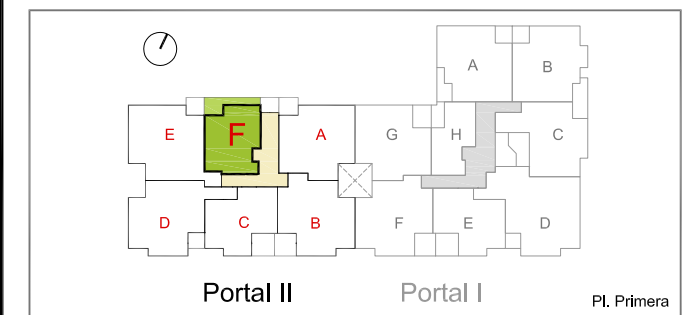 A B
E F A G H C
D C B F E D
Portal II Portal I
Pl. Primera